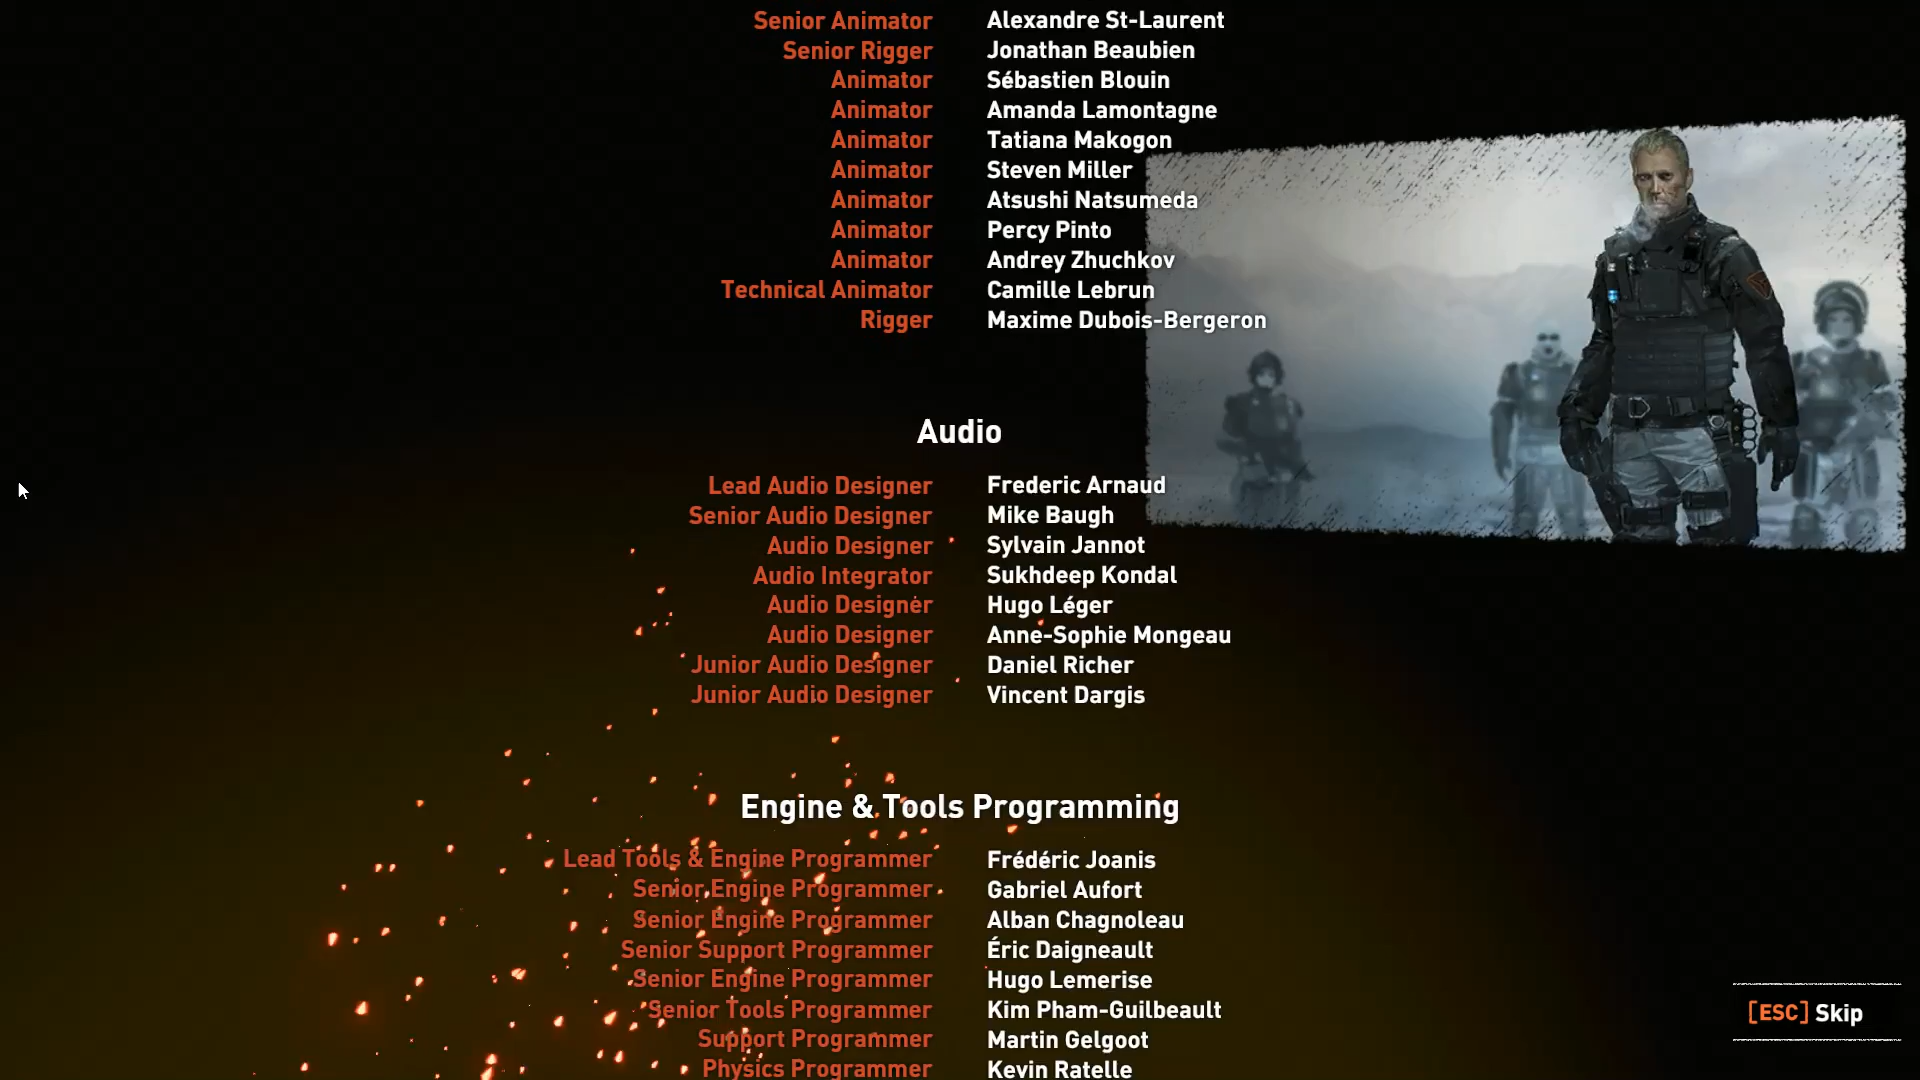 Senior Animator Alexandre St-Laurent
Senior Rigger Jonathan Beaubien
Animator Sébastien Blouin
Animator Amanda Lamontagne
Animator Tatiana Makogon
Animator Steven Miller
Animator Atsushi Natsumeda
Animator Percy Pinto
Animator Andrey Zhuchkov
Technical Animator Camille Lebrun
Rigger Maxime Dubois-Bergeron
Audio
Lead Audio Designer Frederic Arnaud
Senior Audio Designer Mike Baugh
Audio Designer Sylvain Jannot
Audio Integrator Sukhdeep Kondal
Audio Designer Hugo Léger
Audio Designer Anne-Sophie Mongeau
Junior Audio Designer Daniel Richer
Junior Audio Designer Vincent Dargis
Engine & Tools Programming
Lead Tools & Engine Programmer Frédéric Joanis
Senior Engine Programmer Gabriel Aufort
Senior Engine Programmer Alban Chagnoleau
Senior Support Programmer Éric Daigneault
Senior Engine Programmer Hugo Lemerise
Senior Tools Programmer Kim Pham-Guilbeault
Support Programmer Martin Gelgoot
Physics Programmer Kevin Ratelle
[ESC] Skip